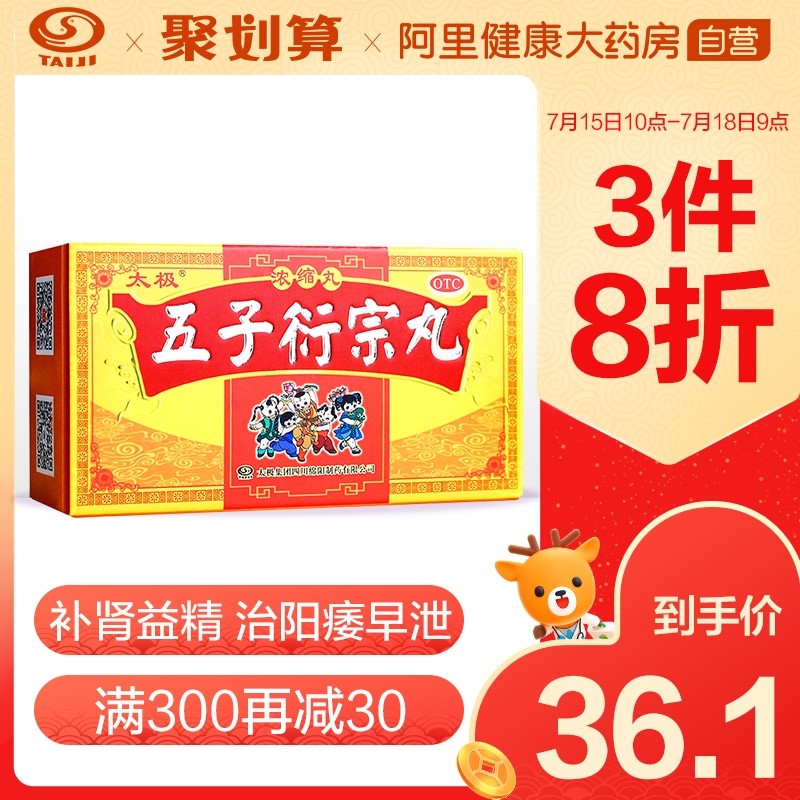 TAIJI × 聚划算 × 阿里健康大药房 自营
7月15日10点-7月18日9点
3件
8折
太极®
浓缩丸
OTC
五子衍宗丸
太极集团四川绵阳制药有限公司
补肾益精 治阳痿早泄
满300再减30
到手价
36.1